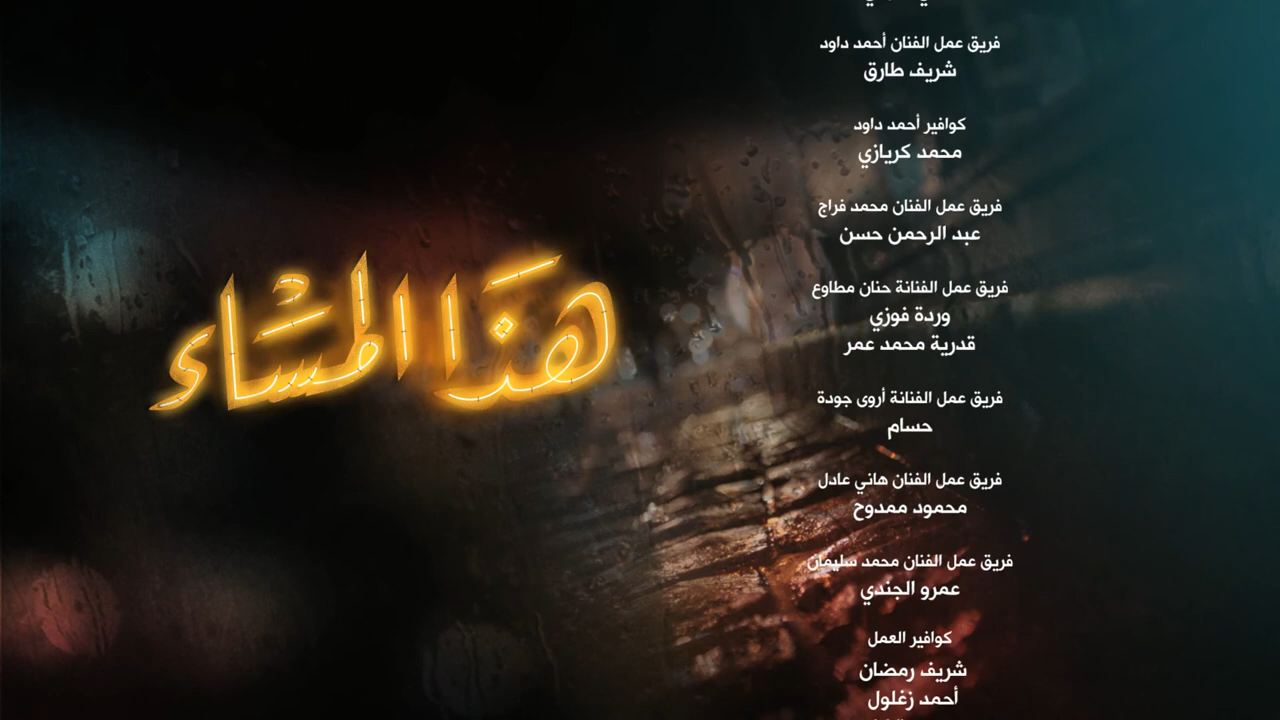 هَذَا المسْاء
فريق عمل الفنان أحمد داود
شريف طارق
كوافير أحمد داود
محمد كريازي
فريق عمل الفنان محمد فراج
عبد الرحمن حسن
فريق عمل الفنانة حنان مطاوع
وردة فوزي
قدرية محمد عمر
فريق عمل الفنانة أروى جودة
حسام
فريق عمل الفنان هاني عادل
محمود ممدوح
فريق عمل الفنان محمد سليمان
عمرو الجندي
كوافير العمل
شريف رمضان
أحمد زغلول